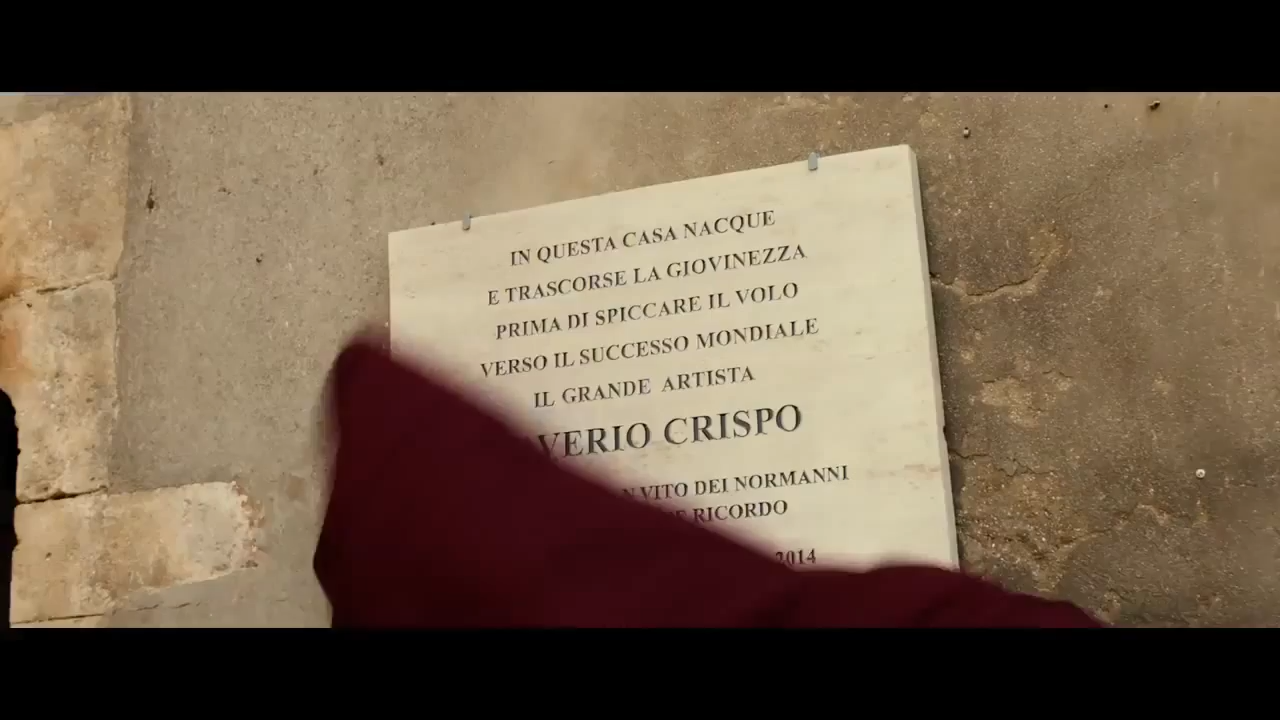 IN QUESTA CASA NACQUE
E TRASCORSE LA GIOVINEZZA
PRIMA DI SPICCARE IL VOLO
VERSO IL SUCCESSO MONDIALE
IL GRANDE ARTISTA
VERIO CRISPO
VITO DEI NORMANNI
RICORDO
2014